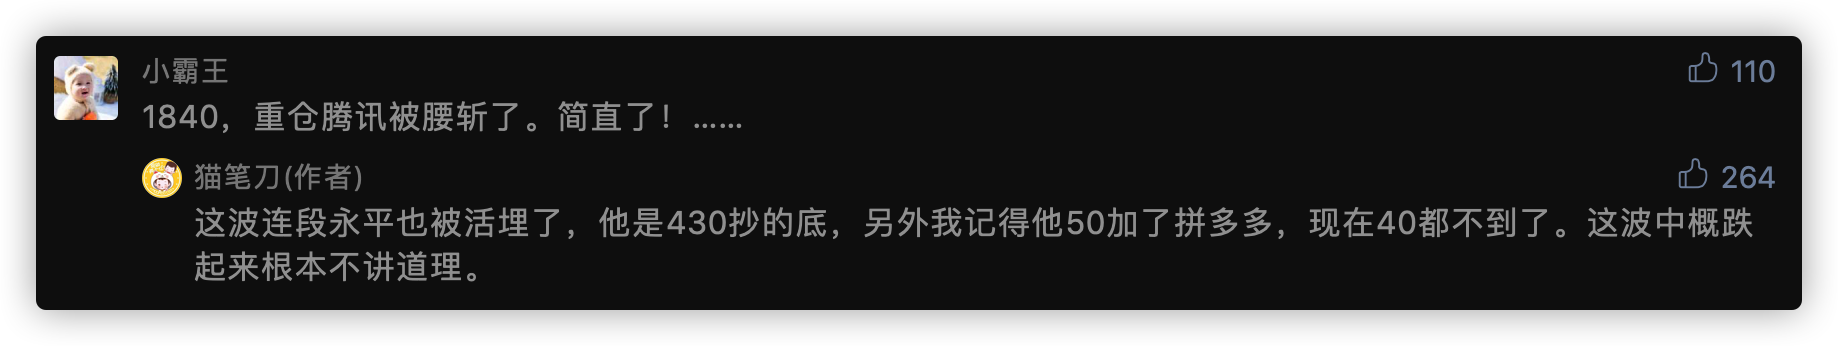 小霸王
110
1840，重仓腾讯被腰斩了。简直了！……
猫笔刀(作者)
264
这波连段永平也被活埋了，他是430抄的底，另外我记得他50加了拼多多，现在40都不到了。这波中概跌
起来根本不讲道理。